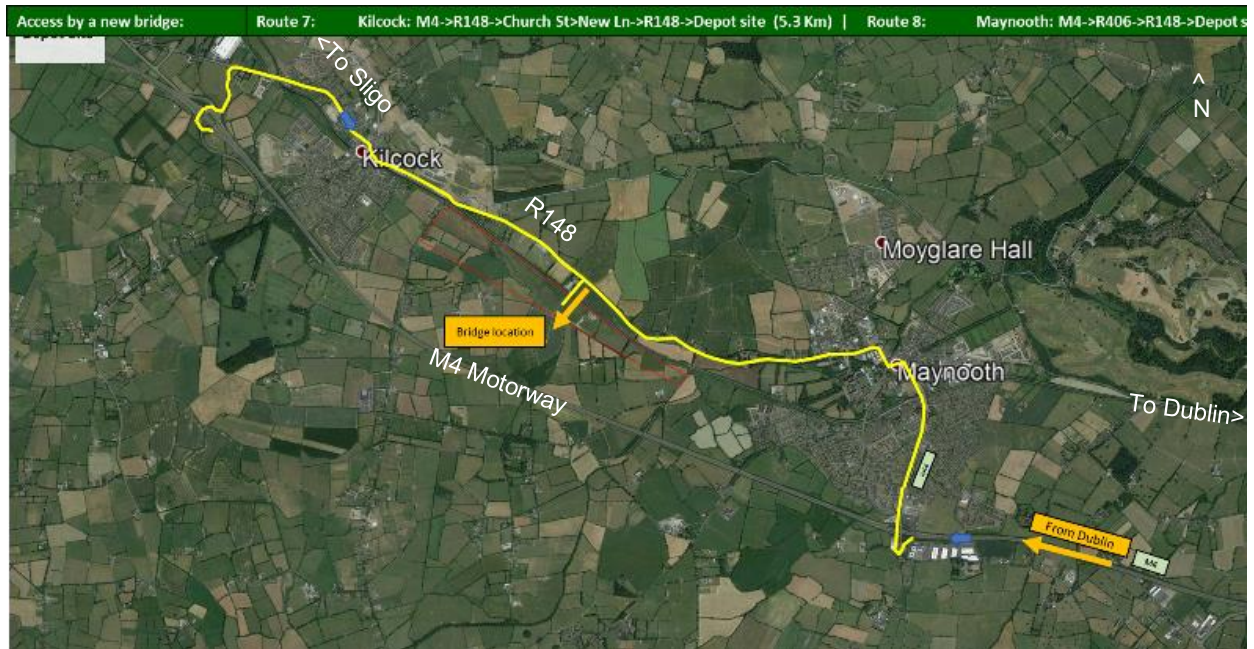 Access by a new bridge: Route 7: Kilcock: M4->R148->Church St>New Ln->R148->Depot site (5.3 Km) | Route 8: Maynooth: M4->R406->R148->Depot s
<To Sligo
^
N
Kilcock
R148
Moyglare Hall
Bridge location
M4 Motorway
Maynooth
To Dublin>
From Dublin
M4